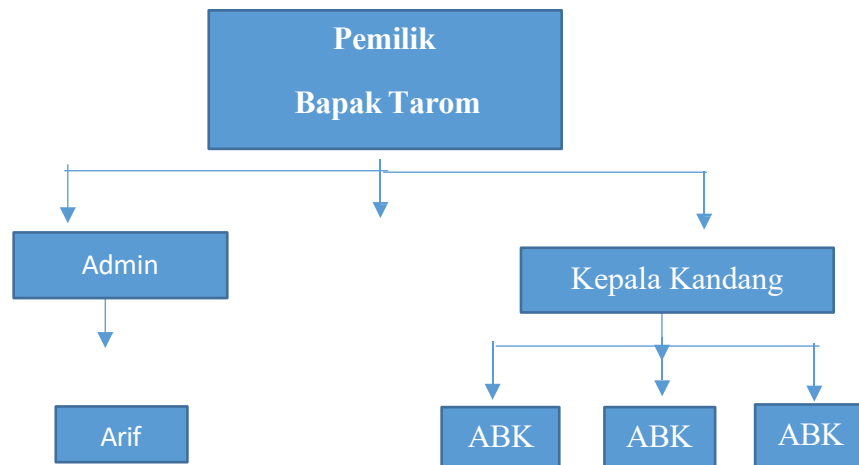 Pemilik
Bapak Tarom
Admin
Kepala Kandang
Arif
ABK
ABK
ABK